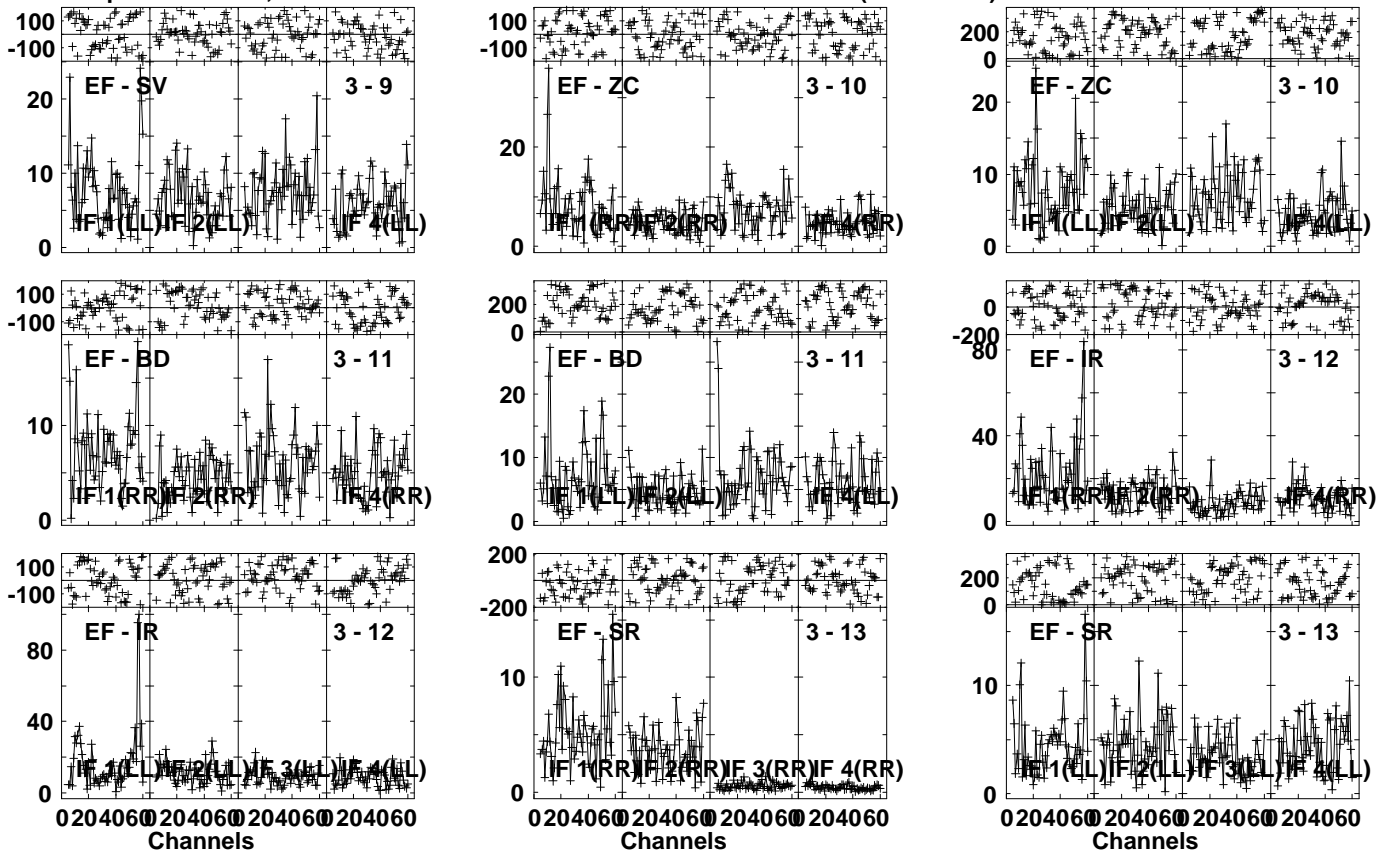 100 100 200
-100 -100 0
EF - SV 3 - 9 EF - ZC 3 - 10 EF - ZC 3 - 10
20 20
20
10 10
IF 1(LL) IF 2(LL) IF 4(LL) IF 1(RR) IF 2(RR) IF 4(RR) IF 1(LL) IF 2(LL) IF 4(LL)
0 0 0
100 200 0
-100 0 -200
EF - BD 3 - 11 EF - BD 3 - 11 EF - IR 3 - 12
80
20
10 40
10
IF 1(RR) IF 2(RR) IF 4(RR) IF 1(LL) IF 2(LL) IF 4(LL) IF 1(RR) IF 2(RR) IF 4(RR)
0 0 0
100 200 200
-100 -200 0
EF - IR 3 - 12 EF - SR 3 - 13 EF - SR 3 - 13
80
10 10
40
IF 1(LL) IF 2(LL) IF 3(LL) IF 4(LL) IF 1(RR) IF 2(RR) IF 3(RR) IF 4(RR) IF 1(LL) IF 2(LL) IF 3(LL) IF 4(LL)
0 0 0
0 20 40 60 0 20 40 60 0 20 40 60 0 20 40 60 0 20 40 60 0 20 40 60 0 20 40 60 0 20 40 60 0 20 40 60 0 20 40 60 0 20 40 60 0 20 40 60
Channels Channels Channels